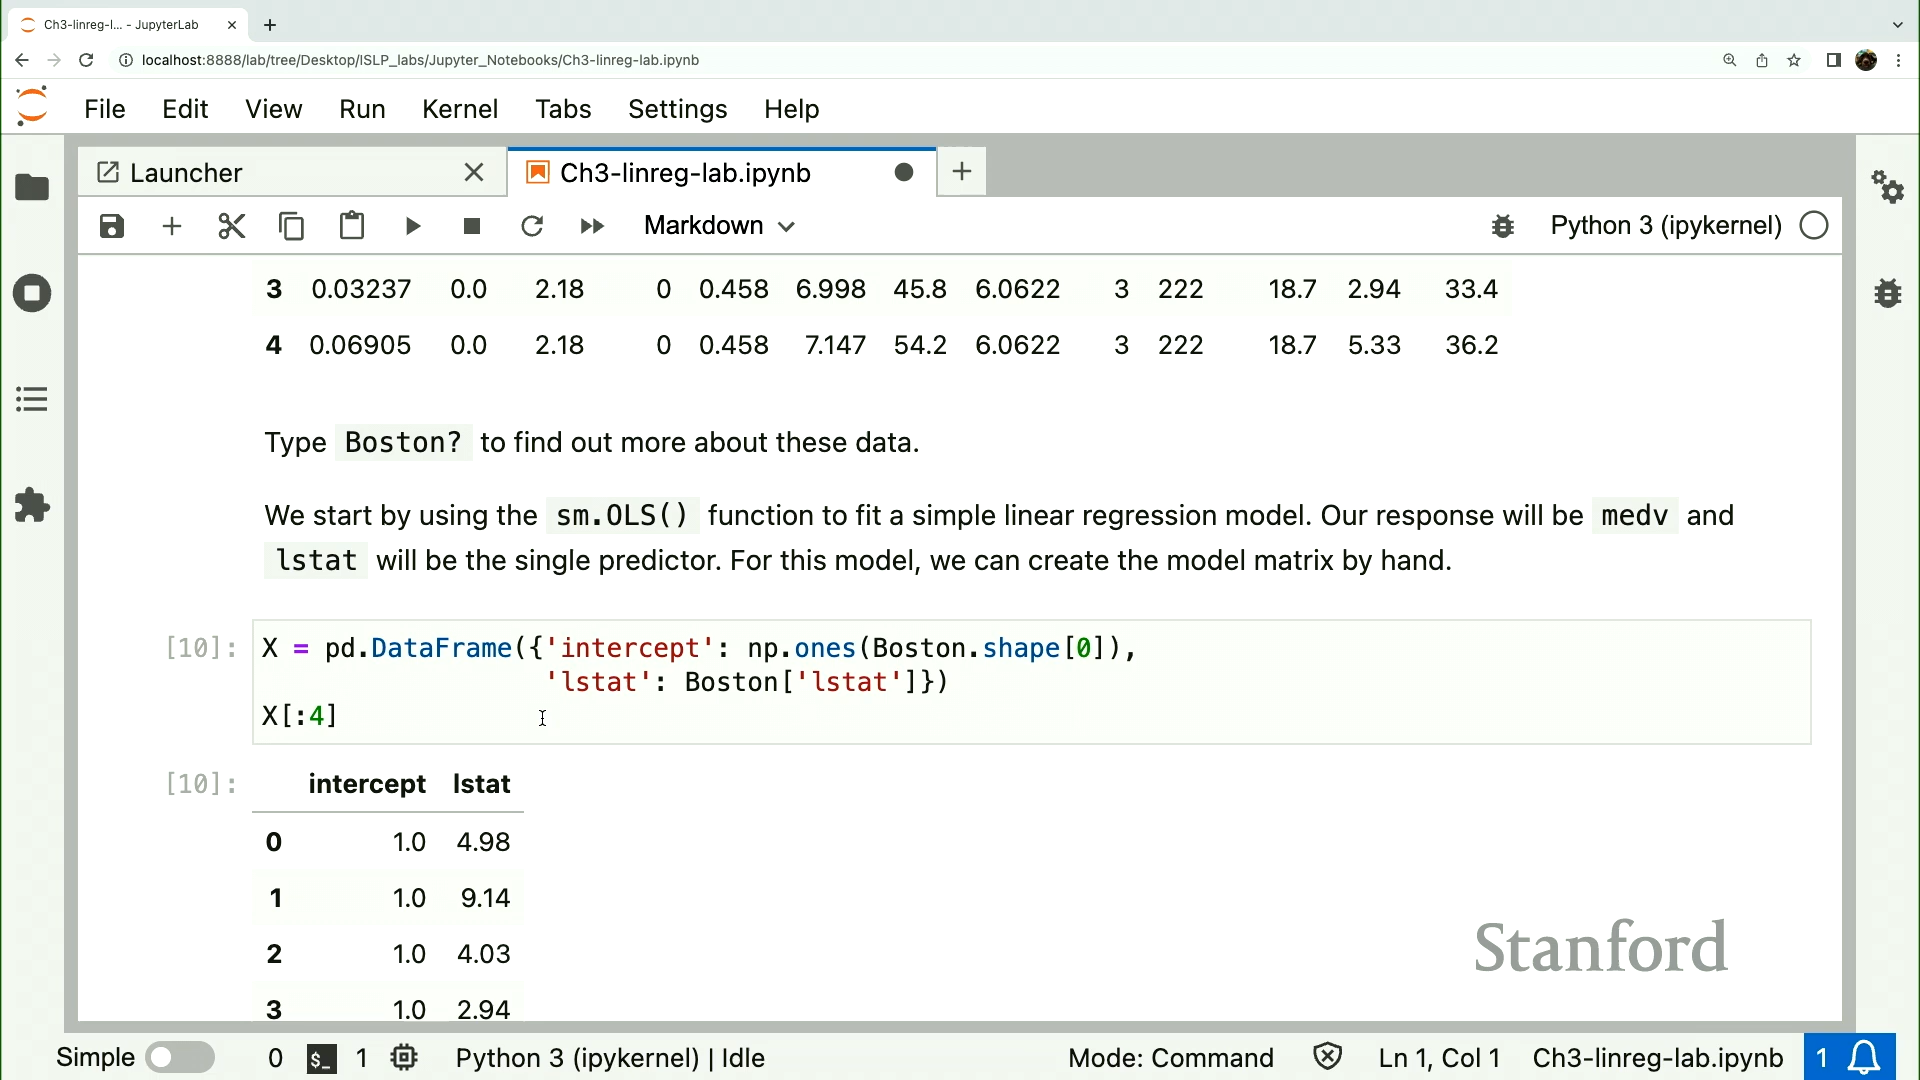 Ch3-linreg-l... - JupyterLab
localhost:8888/lab/tree/Desktop/ISLP_labs/Jupyter_Notebooks/Ch3-linreg-lab.ipynb
File Edit View Run Kernel Tabs Settings Help
Launcher
Ch3-linreg-lab.ipynb
Markdown
Python 3 (ipykernel)
3 0.03237 0.0 2.18 0 0.458 6.998 45.8 6.0622 3 222 18.7 2.94 33.4
4 0.06905 0.0 2.18 0 0.458 7.147 54.2 6.0622 3 222 18.7 5.33 36.2
Type Boston? to find out more about these data.
We start by using the sm.OLS() function to fit a simple linear regression model. Our response will be medv and
lstat will be the single predictor. For this model, we can create the model matrix by hand.
[10]: X = pd.DataFrame({'intercept': np.ones(Boston.shape[0]),
'lstat': Boston['lstat']})
X[:4]
[10]: intercept lstat
0 1.0 4.98
1 1.0 9.14
2 1.0 4.03
3 1.0 2.94
Stanford
Simple 0 $_ 1 Python 3 (ipykernel) | Idle Mode: Command Ln 1, Col 1 Ch3-linreg-lab.ipynb 1